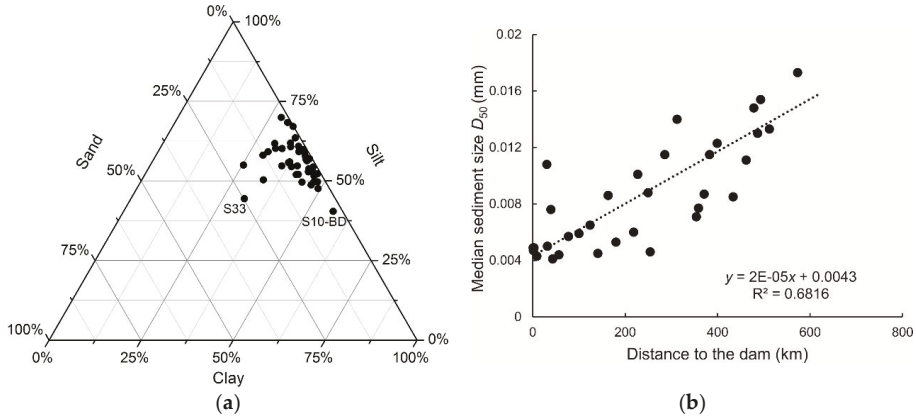 (a)
0%
100%
25%
75%
Sand
Silt
50%
50%
S33
S10-BD
75%
25%
100%
0%
0%
25%
50%
75%
100%
Clay
(b)
0.02
0.016
0.012
0.008
0.004
0
Median sediment size D50 (mm)
y = 2E-05x + 0.0043
R² = 0.6816
0
200
400
600
800
Distance to the dam (km)
(a)
(b)